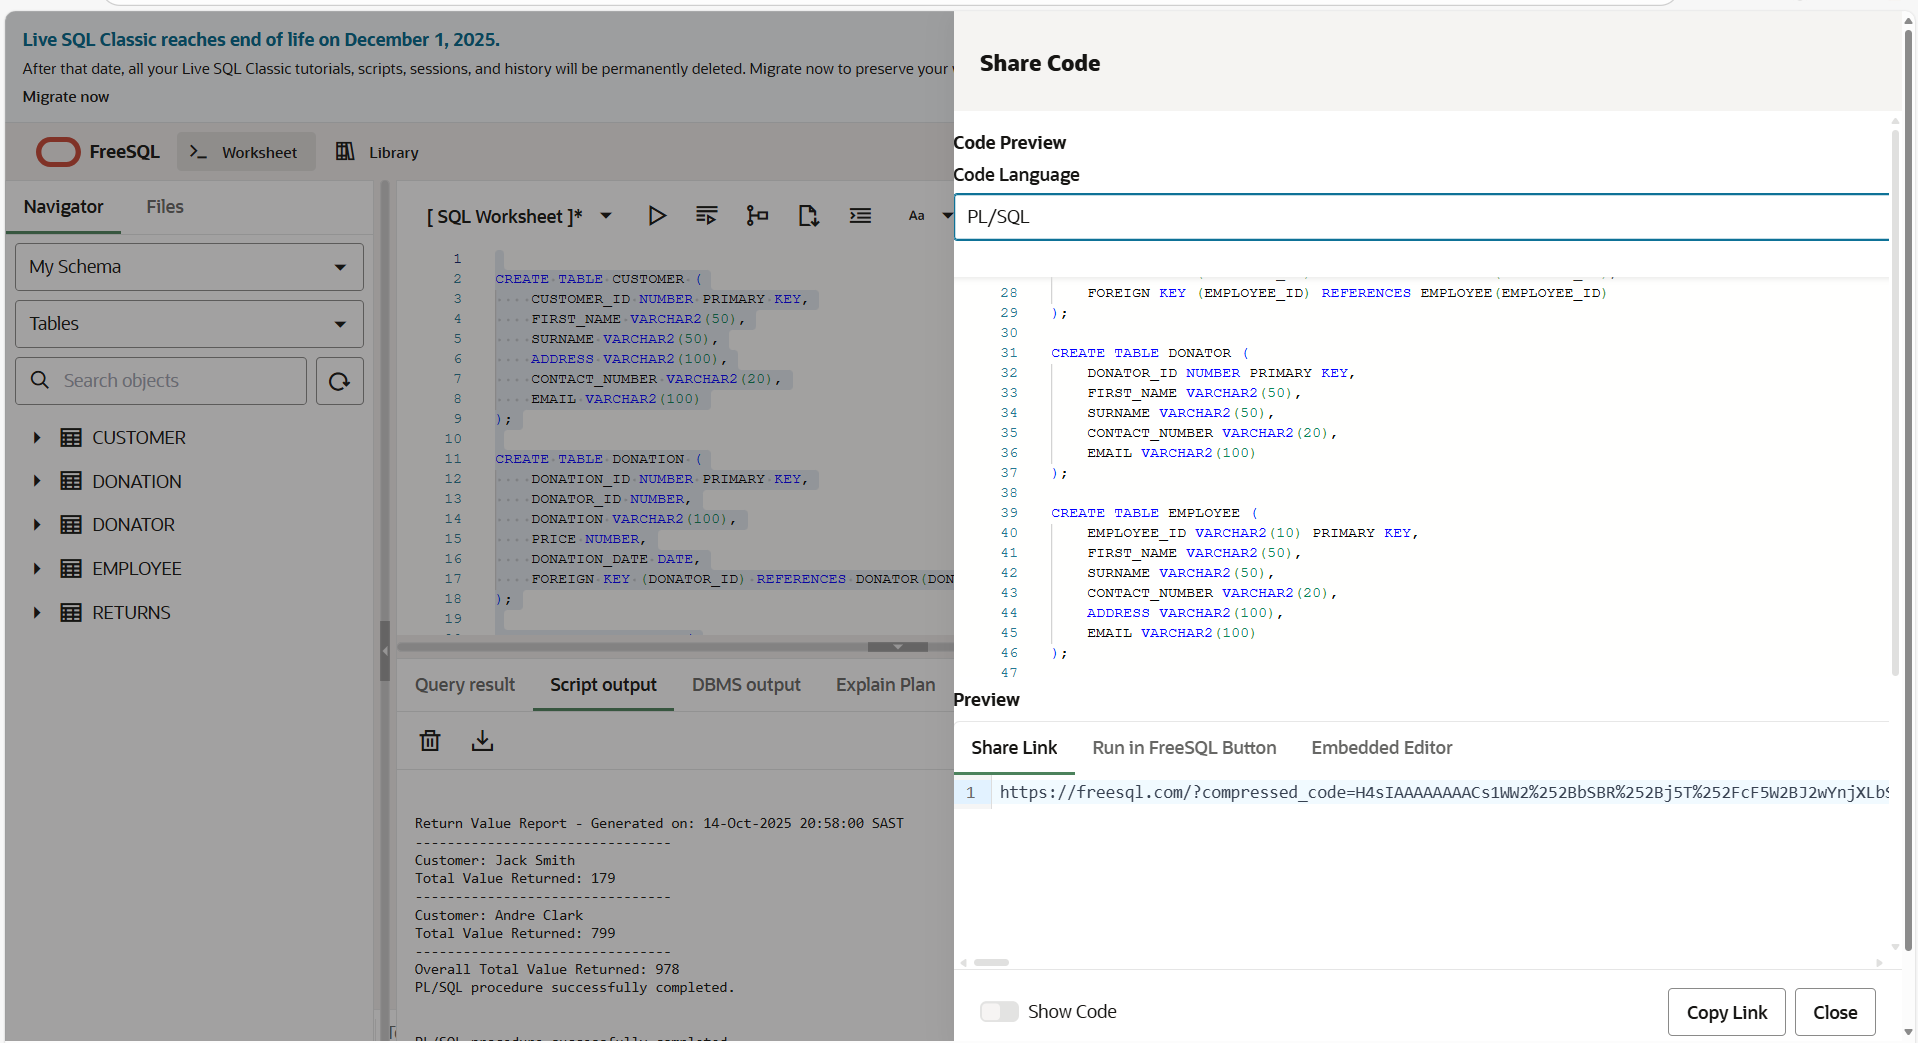 Live SQL Classic reaches end of life on December 1, 2025.
After that date, all your Live SQL Classic tutorials, scripts, sessions, and history will be permanently deleted. Migrate now to preserve your
Migrate now
FreeSQL
Worksheet
Library
Navigator
Files
My Schema
Tables
Search objects
CUSTOMER
DONATION
DONATOR
EMPLOYEE
RETURNS
[ SQL Worksheet ]*
Aa
1
2 CREATE TABLE CUSTOMER (
3 CUSTOMER_ID NUMBER PRIMARY KEY,
4 FIRST_NAME VARCHAR2(50),
5 SURNAME VARCHAR2(50),
6 ADDRESS VARCHAR2(100),
7 CONTACT_NUMBER VARCHAR2(20),
8 EMAIL VARCHAR2(100)
9 );
10
11 CREATE TABLE DONATION (
12 DONATION_ID NUMBER PRIMARY KEY,
13 DONATOR_ID NUMBER,
14 DONATION VARCHAR2(100),
15 PRICE NUMBER,
16 DONATION_DATE DATE,
17 FOREIGN KEY (DONATOR_ID) REFERENCES DONATOR(DON
18 );
19
Query result
Script output
DBMS output
Explain Plan
Return Value Report - Generated on: 14-Oct-2025 20:58:00 SAST
--------------------------------
Customer: Jack Smith
Total Value Returned: 179
--------------------------------
Customer: Andre Clark
Total Value Returned: 799
--------------------------------
Overall Total Value Returned: 978
PL/SQL procedure successfully completed.
Share Code
Code Preview
Code Language
PL/SQL
28 FOREIGN KEY (EMPLOYEE_ID) REFERENCES EMPLOYEE(EMPLOYEE_ID)
29 );
30
31 CREATE TABLE DONATOR (
32 DONATOR_ID NUMBER PRIMARY KEY,
33 FIRST_NAME VARCHAR2(50),
34 SURNAME VARCHAR2(50),
35 CONTACT_NUMBER VARCHAR2(20),
36 EMAIL VARCHAR2(100)
37 );
38
39 CREATE TABLE EMPLOYEE (
40 EMPLOYEE_ID VARCHAR2(10) PRIMARY KEY,
41 FIRST_NAME VARCHAR2(50),
42 SURNAME VARCHAR2(50),
43 CONTACT_NUMBER VARCHAR2(20),
44 ADDRESS VARCHAR2(100),
45 EMAIL VARCHAR2(100)
46 );
47
Preview
Share Link
Run in FreeSQL Button
Embedded Editor
1 https://freesql.com/?compressed_code=H4sIAAAAAAAACs1WW2%252BbSBR%252Bj5T%252FcF5W2BJ2wYnjXLbS
Show Code
Copy Link
Close